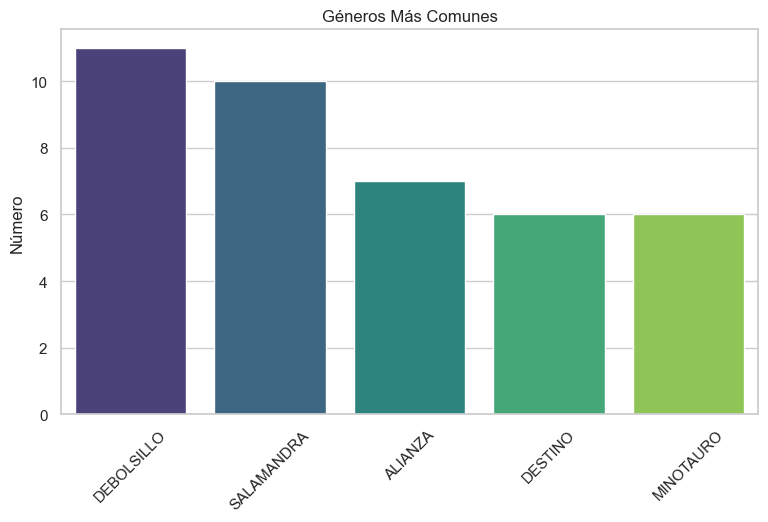 Géneros Más Comunes
Número
10
8
6
4
2
0
DEBOLSILLO
SALAMANDRA
ALIANZA
DESTINO
MINOTAURO